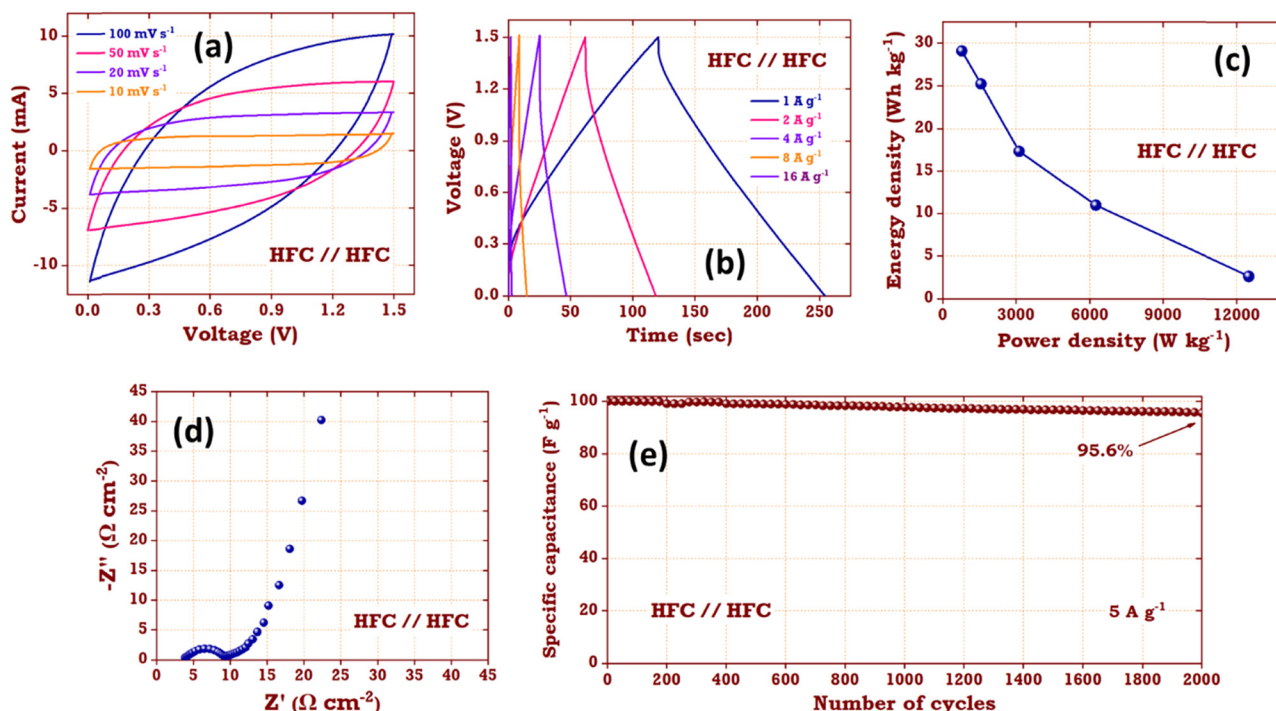 (a)
100 mV s⁻¹
50 mV s⁻¹
20 mV s⁻¹
10 mV s⁻¹
HFC // HFC
Current (mA)
10
5
0
-5
-10
0.0 0.3 0.6 0.9 1.2 1.5
Voltage (V)
(b)
HFC // HFC
1 A g⁻¹
2 A g⁻¹
4 A g⁻¹
8 A g⁻¹
16 A g⁻¹
Voltage (V)
1.5
1.2
0.9
0.6
0.3
0.0
0 50 100 150 200 250
Time (sec)
(c)
HFC // HFC
Energy density (Wh kg⁻¹)
30
25
20
15
10
5
0
0 3000 6000 9000 12000
Power density (W kg⁻¹)
(d)
HFC // HFC
-Z'' (Ω cm⁻²)
45
40
35
30
25
20
15
10
5
0
0 5 10 15 20 25 30 35 40 45
Z' (Ω cm⁻²)
(e)
95.6%
HFC // HFC
5 A g⁻¹
Specific capacitance (F g⁻¹)
100
80
60
40
20
0
0 200 400 600 800 1000 1200 1400 1600 1800 2000
Number of cycles